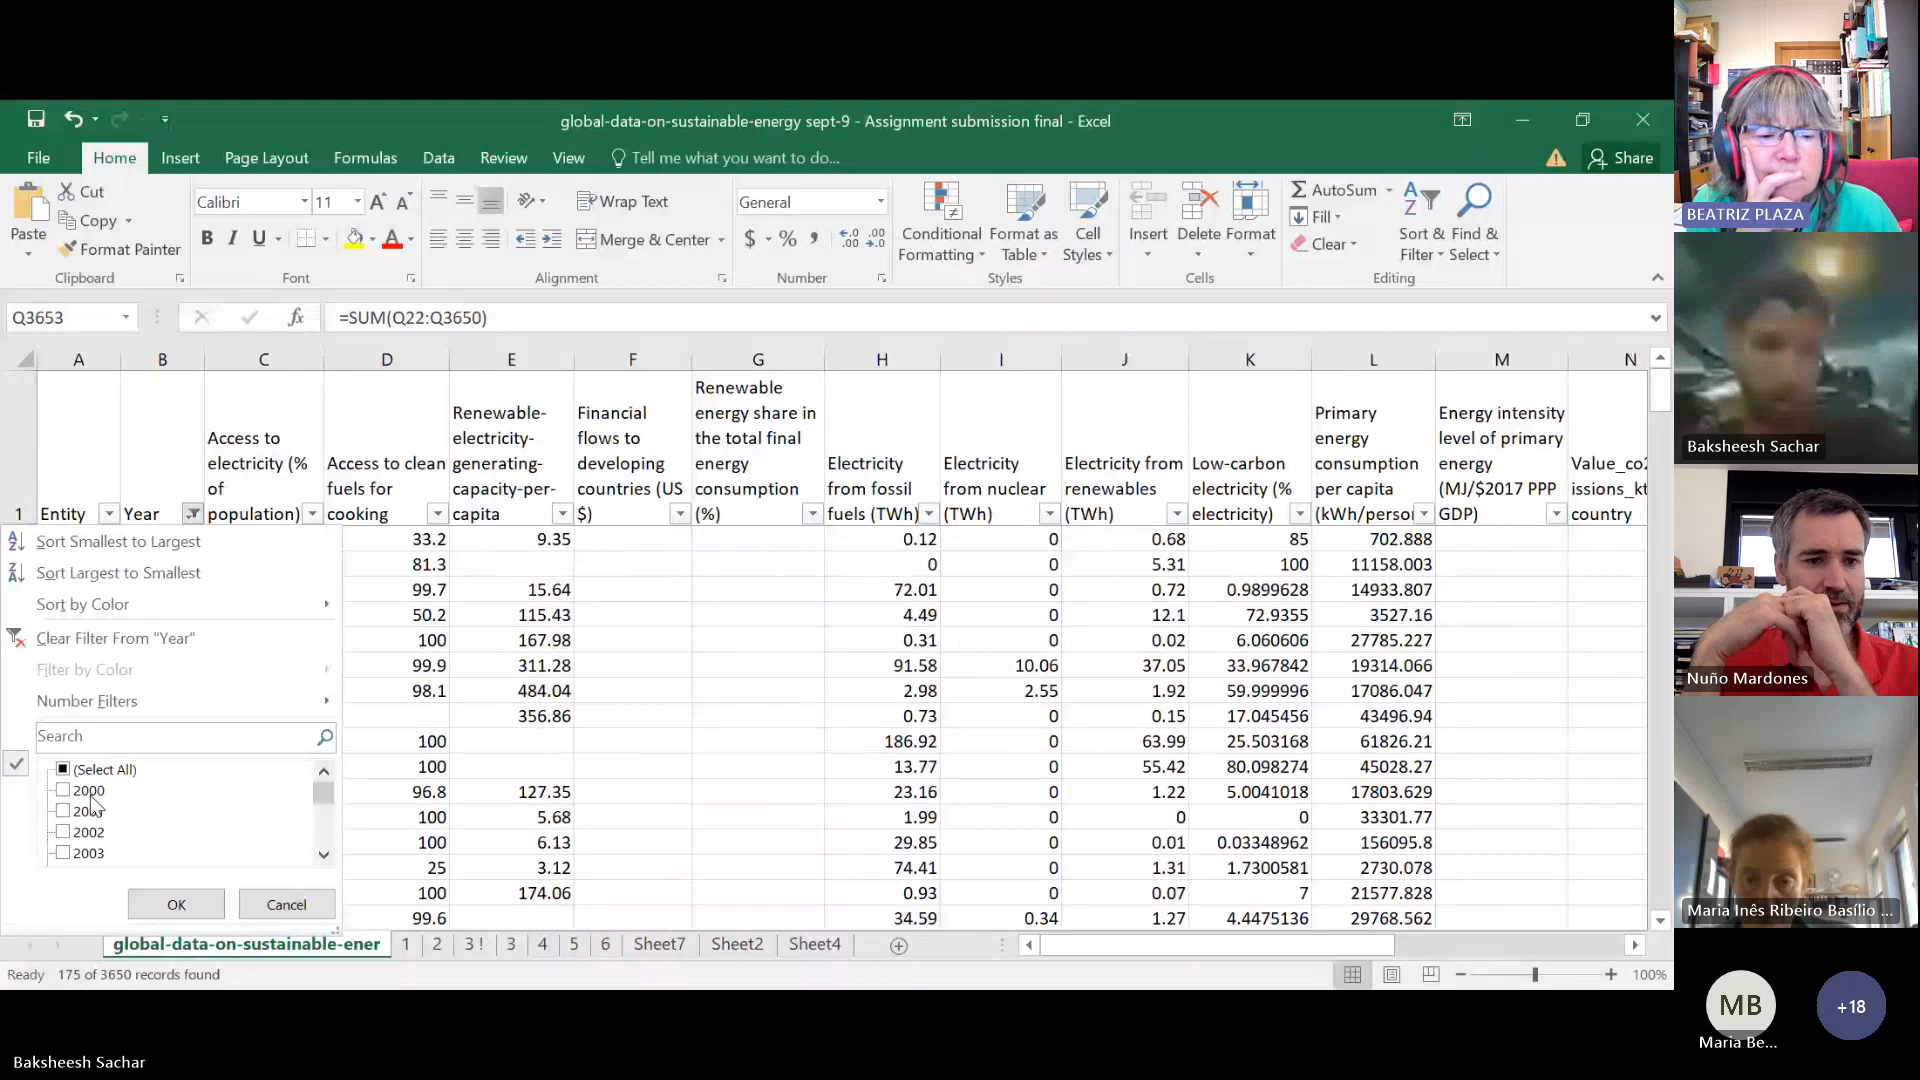 global-data-on-sustainable-energy sept-9 - Assignment submission final - Excel
File Home Insert Page Layout Formulas Data Review View Tell me what you want to do... Share
Paste
Cut
Copy
Format Painter
Clipboard
Calibri 11
B I U
Font
Wrap Text
Merge & Center
Alignment
General
$ % ,
Number
Conditional Formatting
Format as Table
Cell Styles
Styles
Insert Delete Format
Cells
AutoSum
Fill
Clear
Sort & Filter
Find & Select
Editing
Q3653 fx =SUM(Q22:Q3650)
A B C D E F G H I J K L M N
1
Entity
Year
Access to
electricity (%
of
population)
Access to clean
fuels for
cooking
Renewable-
electricity-
generating-
capacity-per-
capita
Financial
flows to
developing
countries (US
$)
Renewable
energy share in
the total final
energy
consumption
(%)
Electricity
from fossil
fuels (TWh)
Electricity
from nuclear
(TWh)
Electricity from
renewables
(TWh)
Low-carbon
electricity (%
electricity)
Primary
energy
consumption
per capita
(kWh/perso
Energy intensity
level of primary
energy
(MJ/$2017 PPP
GDP)
Value_co2
issions_kt
country
33.2 9.35 0.12 0 0.68 85 702.888
81.3 0 0 5.31 100 11158.003
99.7 15.64 72.01 0 0.72 0.9899628 14933.807
50.2 115.43 4.49 0 12.1 72.9355 3527.16
100 167.98 0.31 0 0.02 6.060606 27785.227
99.9 311.28 91.58 10.06 37.05 33.967842 19314.066
98.1 484.04 2.98 2.55 1.92 59.999996 17086.047
356.86 0.73 0 0.15 17.045456 43496.94
100 186.92 0 63.99 25.503168 61826.21
100 13.77 0 55.42 80.098274 45028.27
96.8 127.35 23.16 0 1.22 5.0041018 17803.629
100 5.68 1.99 0 0 0 33301.77
100 6.13 29.85 0 0.01 0.03348962 156095.8
25 3.12 74.41 0 1.31 1.7300581 2730.078
100 174.06 0.93 0 0.07 7 21577.828
99.6 34.59 0.34 1.27 4.4475136 29768.562
Sort Smallest to Largest
Sort Largest to Smallest
Sort by Color
Clear Filter From "Year"
Filter by Color
Number Filters
Search
(Select All)
2000
2002
2003
OK Cancel
global-data-on-sustainable-ener 1 2 3 ! 3 4 5 6 Sheet7 Sheet2 Sheet4
Ready 175 of 3650 records found 100%
Baksheesh Sachar
BEATRIZ PLAZA
Baksheesh Sachar
Nuño Mardones
Maria Inês Ribeiro Basílio ...
MB
Maria Be...
+18